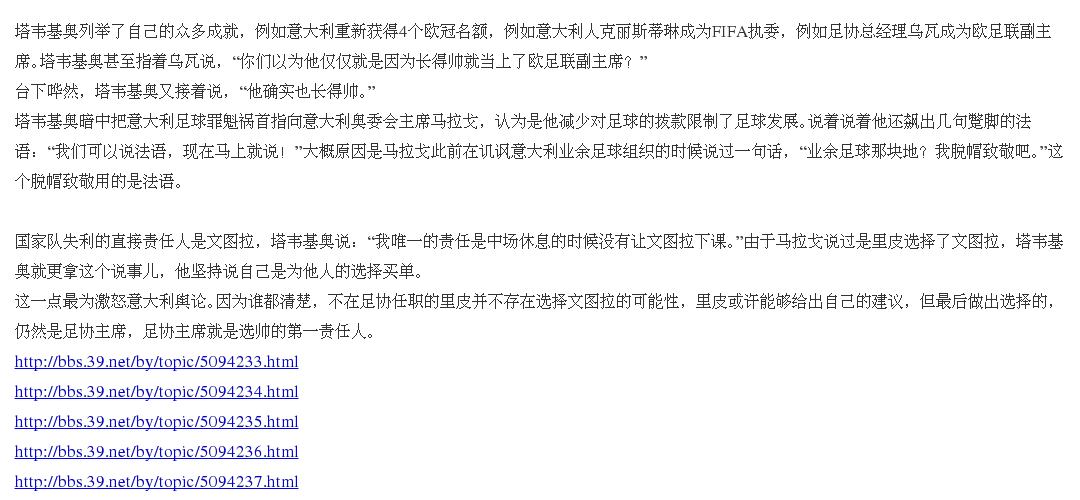 塔韦基奥列举了自己的众多成就，例如意大利重新获得4个欧冠名额，例如意大利人克丽斯蒂琳成为FIFA执委，例如足协总经理乌瓦成为欧足联副主
席。塔韦基奥甚至指着乌瓦说，“你们以为他仅仅就是因为长得帅就当上了欧足联副主席？”
台下哗然，塔韦基奥又接着说，“他确实也长得帅。”
塔韦基奥暗中把意大利足球罪魁祸首指向意大利奥委会主席马拉戈，认为是他减少对足球的拨款限制了足球发展。说着说着他还飙出几句蹩脚的法
语：“我们可以说法语，现在马上就说！”大概原因是马拉戈此前在讥讽意大利业余足球组织的时候说过一句话，“业余足球那块地？我脱帽致敬吧。”这
个脱帽致敬用的是法语。
国家队失利的直接责任人是文图拉，塔韦基奥说：“我唯一的责任是中场休息的时候没有让文图拉下课。”由于马拉戈说过是里皮选择了文图拉，塔韦基
奥就更拿这个说事儿，他坚持说自己是为他人的选择买单。
这一点最为激怒意大利舆论。因为谁都清楚，不在足协任职的里皮并不存在选择文图拉的可能性，里皮或许能够给出自己的建议，但最后做出选择的，
仍然是足协主席，足协主席就是选帅的第一责任人。
http://bbs.39.net/by/topic/5094233.html
http://bbs.39.net/by/topic/5094234.html
http://bbs.39.net/by/topic/5094235.html
http://bbs.39.net/by/topic/5094236.html
http://bbs.39.net/by/topic/5094237.html